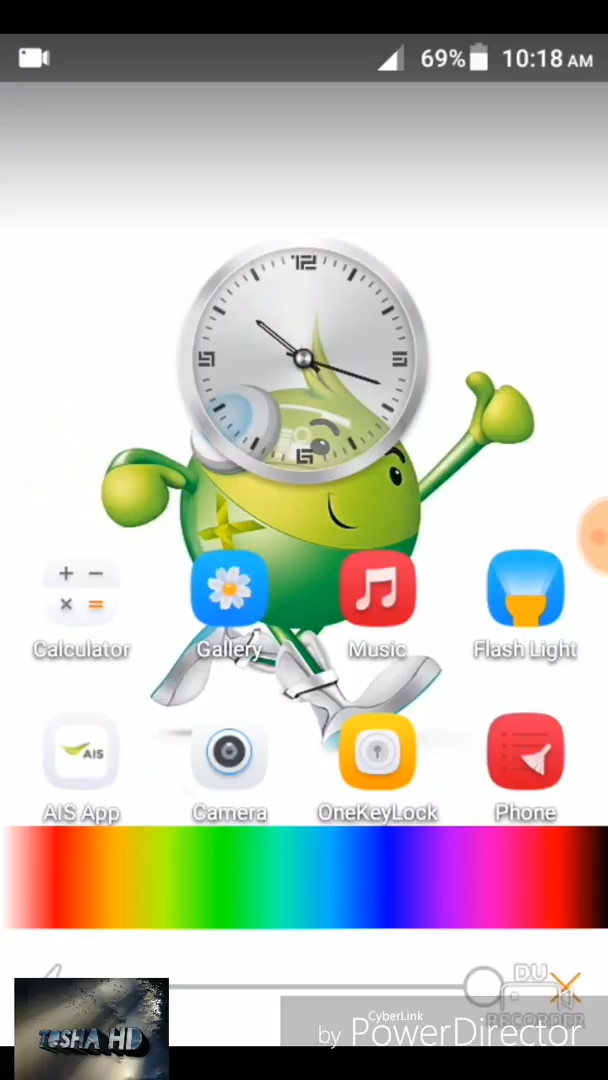 69% 10:18 AM
12
Calculator Gallery Music Flash Light
AIS
AIS App Camera OneKeyLock Phone
DU
RECORDER
TOSHA HD
CyberLink
by PowerDirector